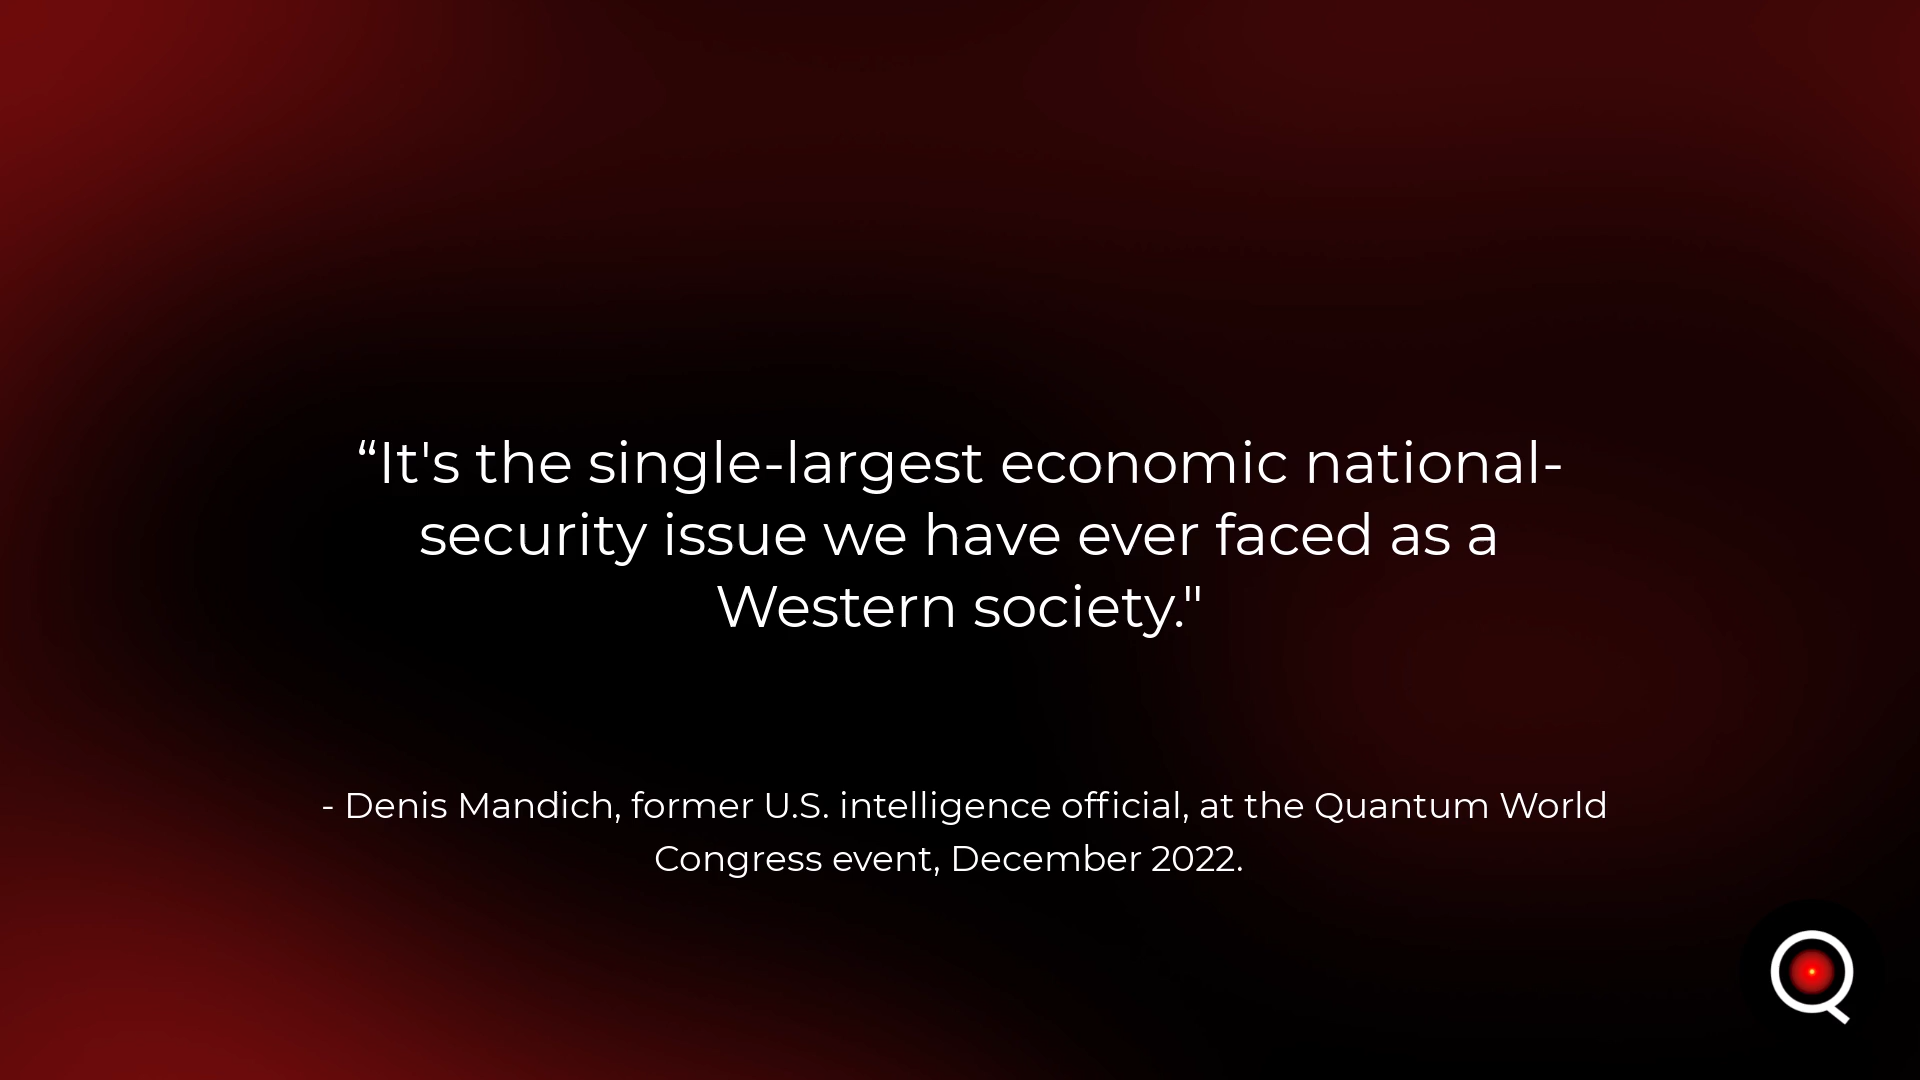 “It's the single-largest economic national-
security issue we have ever faced as a
Western society."
- Denis Mandich, former U.S. intelligence official, at the Quantum World
Congress event, December 2022.
Q